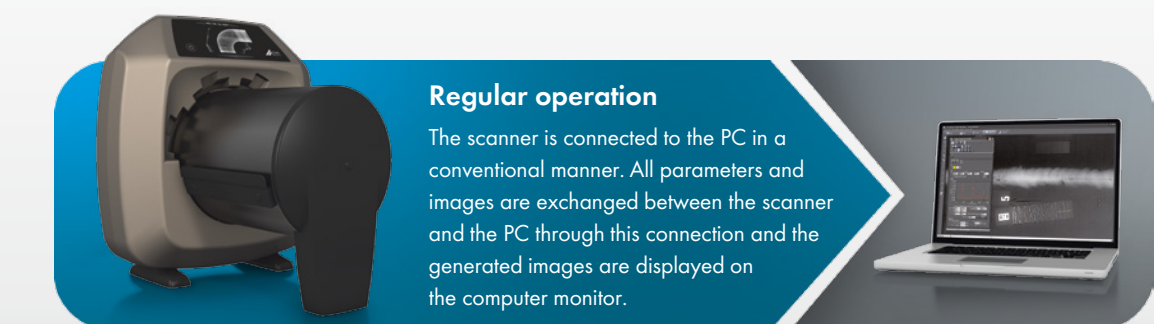 Regular operation
The scanner is connected to the PC in a
conventional manner. All parameters and
images are exchanged between the scanner
and the PC through this connection and the
generated images are displayed on
the computer monitor.